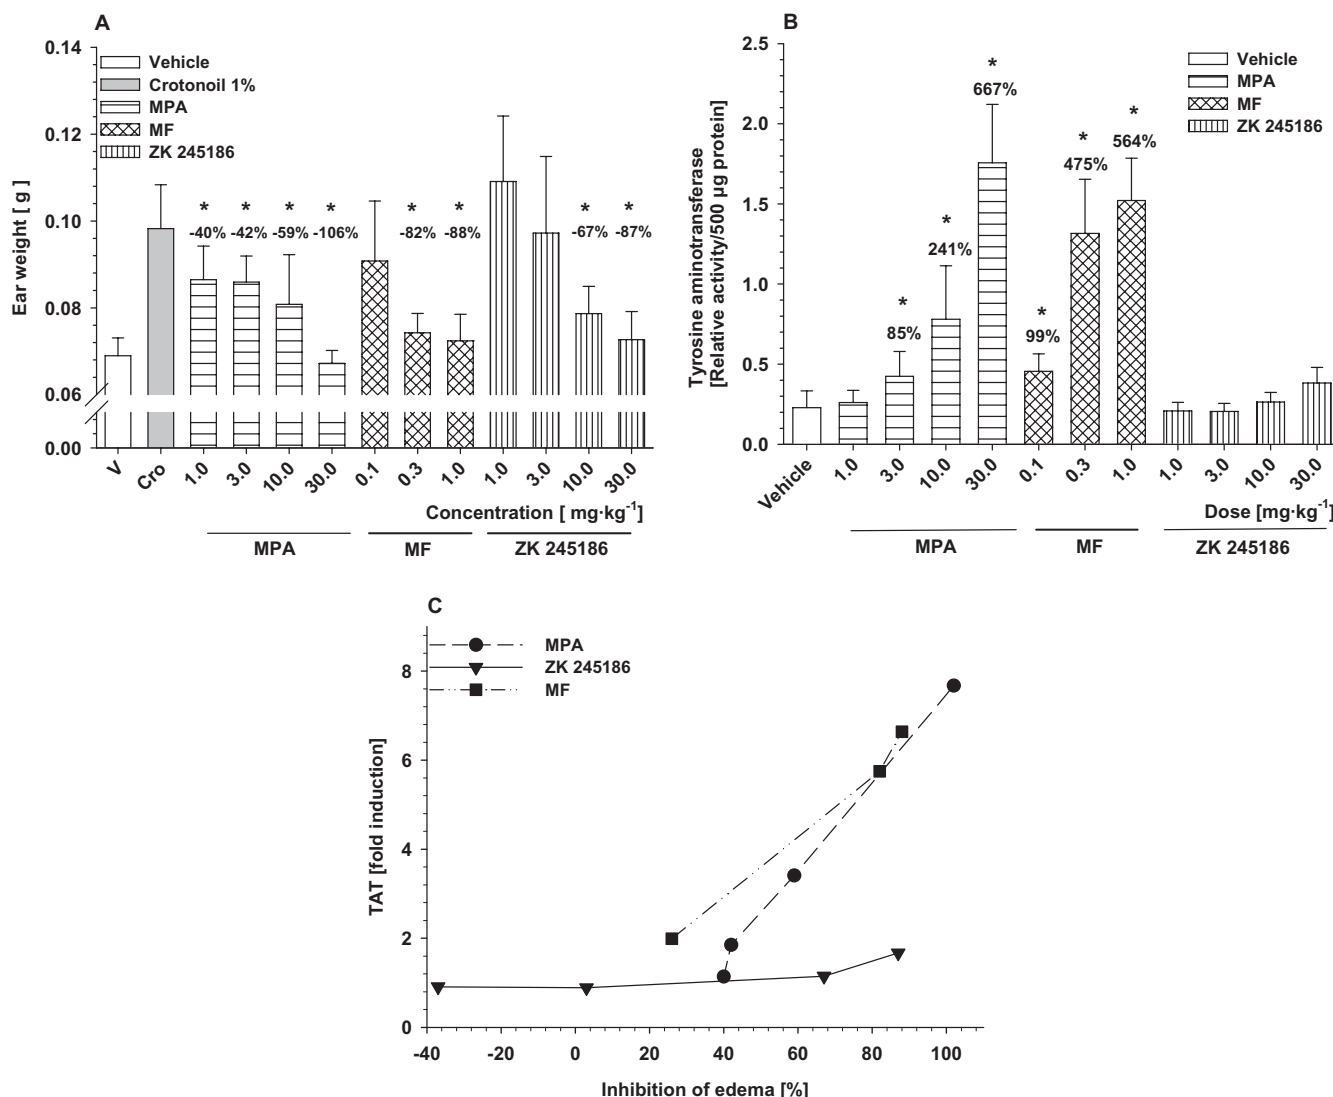 A
Ear weight [ g ]
0.14
0.12
0.10
0.08
0.06
0.00
Vehicle
Crotonoil 1%
MPA
MF
ZK 245186
* * * * * * * *
-40% -42% -59% -106% -82% -88% -67% -87%
V Cro 1.0 3.0 10.0 30.0 0.1 0.3 1.0 1.0 3.0 10.0 30.0
Concentration [ mg·kg-1]
MPA MF ZK 245186
B
Tyrosine aminotransferase
[Relative activity/500 µg protein]
2.5
2.0
1.5
1.0
0.5
0.0
Vehicle
MPA
MF
ZK 245186
*
85%
*
241%
*
667%
*
99%
*
475%
*
564%
Vehicle 1.0 3.0 10.0 30.0 0.1 0.3 1.0 1.0 3.0 10.0 30.0
Dose [mg·kg-1]
MPA MF ZK 245186
C
MPA
ZK 245186
MF
TAT [fold induction]
8
6
4
2
0
-40 -20 0 20 40 60 80 100
Inhibition of edema [%]